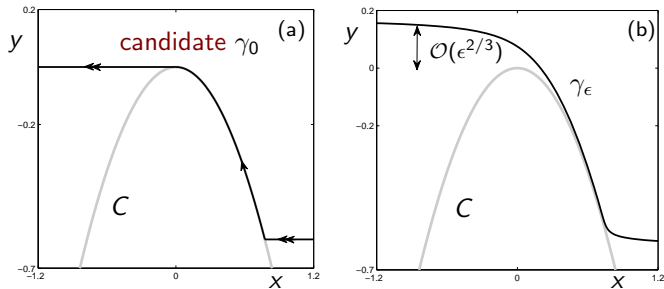 0.2
y
candidate γ₀
(a)
-0.2
C
-0.7
-1.2
0
x
1.2
0.2
y
(b)
𝒪(ϵ^{2/3})
0
γ_ϵ
-0.2
C
-0.7
-1.2
0
x
1.2